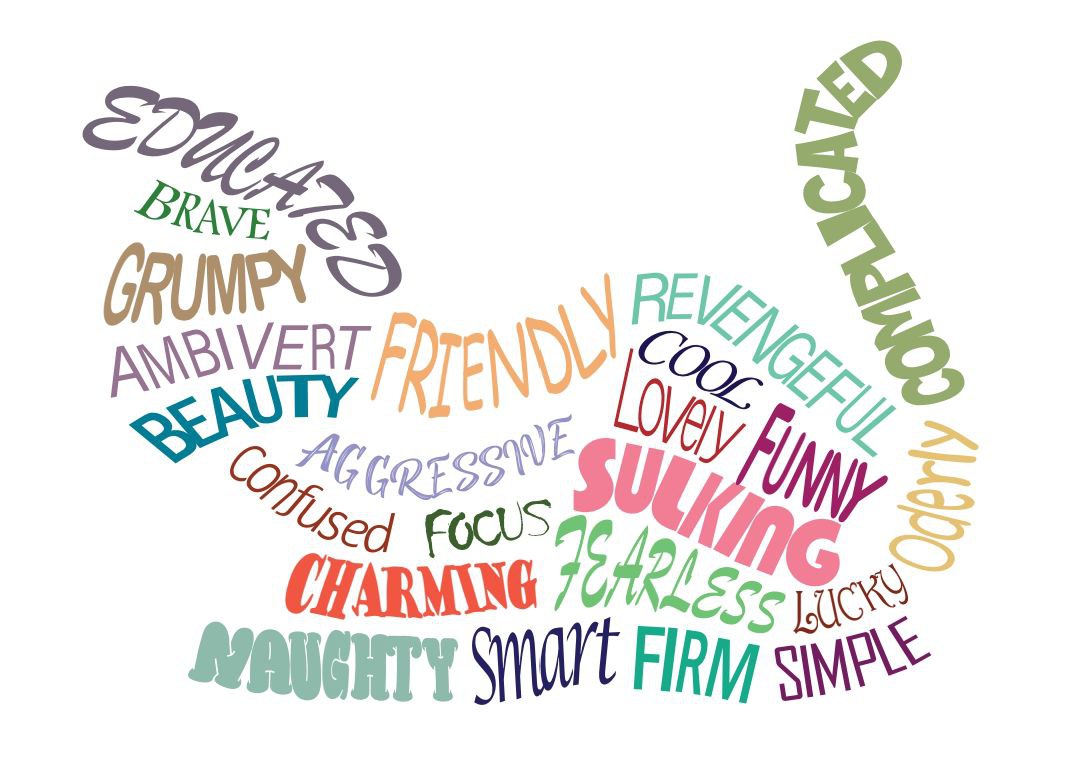 EDUCATED
BRAVE
GRUMPY
AMBIVERT
BEAUTY
FRIENDLY
REVENGEFUL
COMPLICATED
COOL
Lovely
FUNNY
AGGRESSIVE
Confused
FOCUS
SULKING
Oderly
CHARMING
FEARLESS
LUCKY
NAUGHTY
Smart
FIRM
SIMPLE